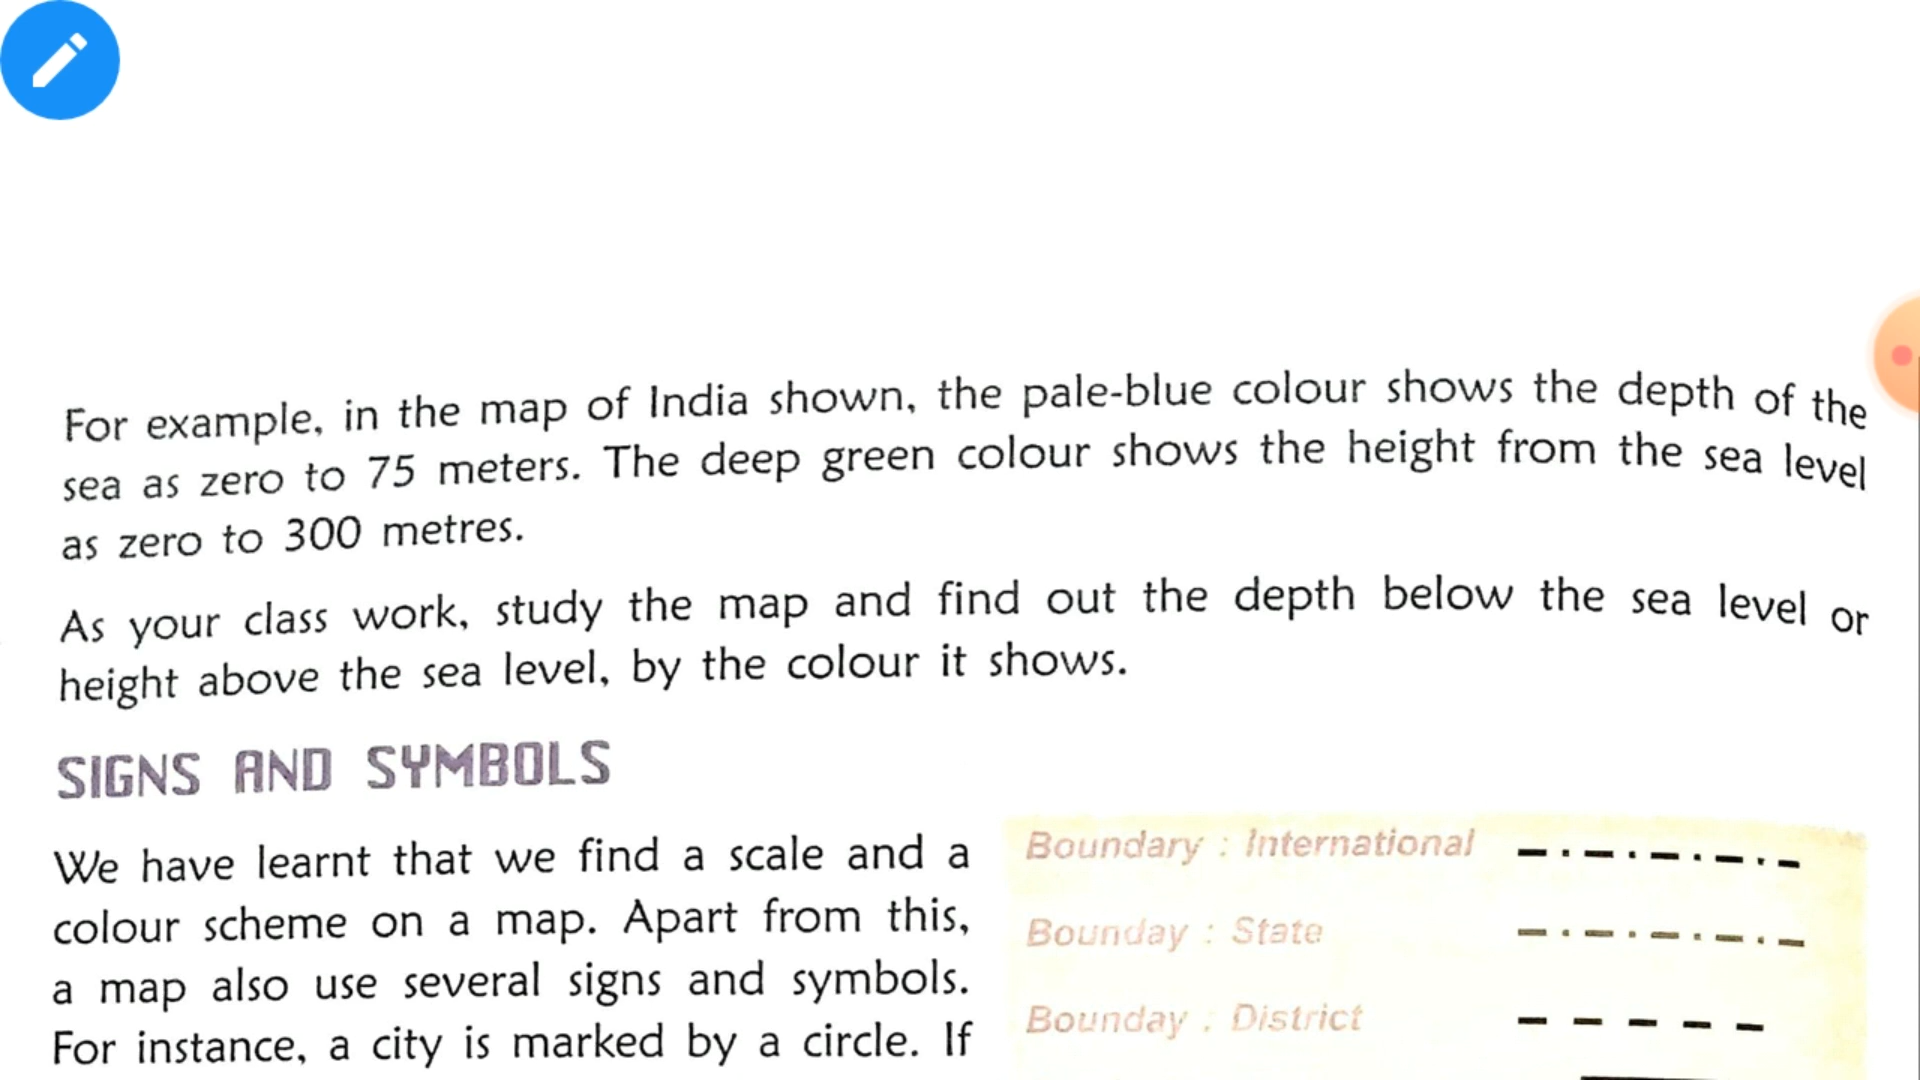 For example, in the map of India shown, the pale-blue colour shows the depth of the
sea as zero to 75 meters. The deep green colour shows the height from the sea level
as zero to 300 metres.
As your class work, study the map and find out the depth below the sea level or
height above the sea level, by the colour it shows.
SIGNS AND SYMBOLS
We have learnt that we find a scale and a
colour scheme on a map. Apart from this,
a map also use several signs and symbols.
For instance, a city is marked by a circle. If
Boundary : International
Bounday : State
Bounday : District